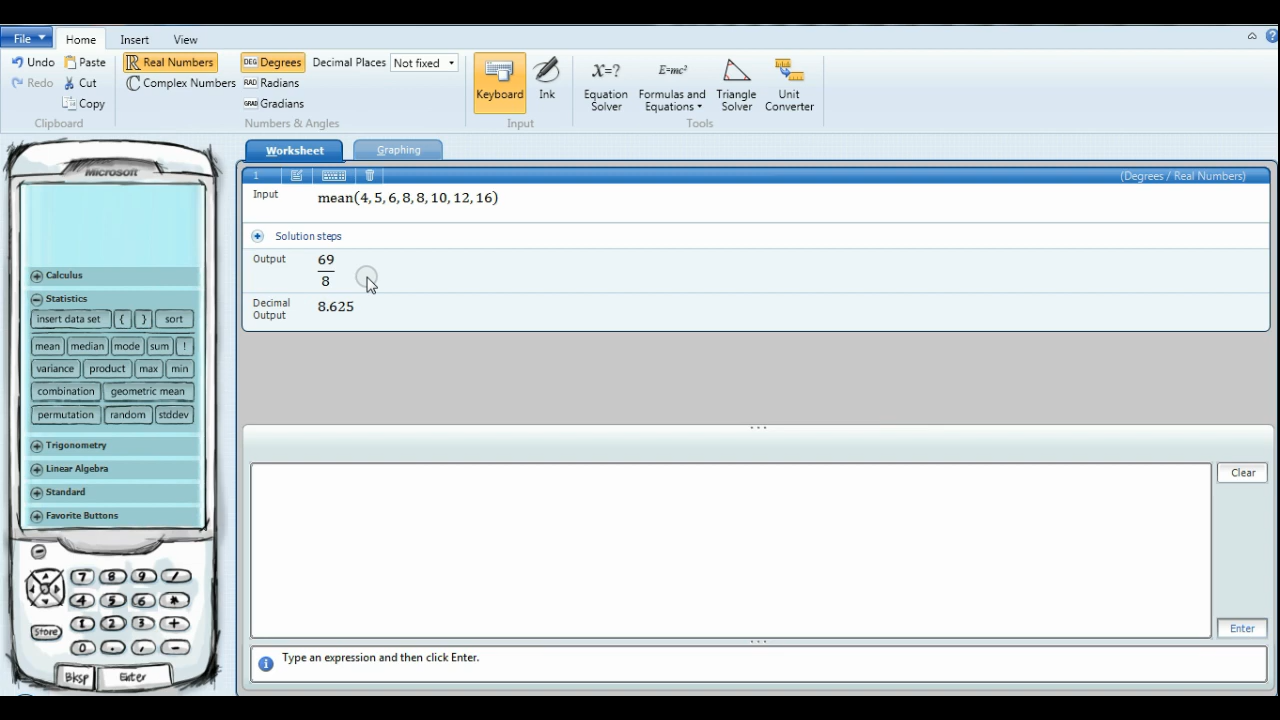 File
Home
Insert
View
Undo
Paste
Real Numbers
DEG Degrees
Decimal Places
Not fixed
Redo
Cut
Complex Numbers
RAD Radians
Copy
GRAD Gradians
Keyboard
Ink
X=?
Equation
Solver
E=mc²
Formulas and
Equations
Triangle
Solver
Unit
Converter
Clipboard
Numbers & Angles
Input
Tools
Microsoft
Calculus
Statistics
insert data set { } sort
mean median mode sum !
variance product max min
combination geometric mean
permutation random stddev
Trigonometry
Linear Algebra
Standard
Favorite Buttons
7 8 9 /
4 5 6 *
Store 1 2 3 +
0 . , -
Bksp Enter
Worksheet
Graphing
1
(Degrees / Real Numbers)
Input
mean(4, 5, 6, 8, 8, 10, 12, 16)
Solution steps
Output
69
8
Decimal
Output
8.625
Clear
Enter
Type an expression and then click Enter.